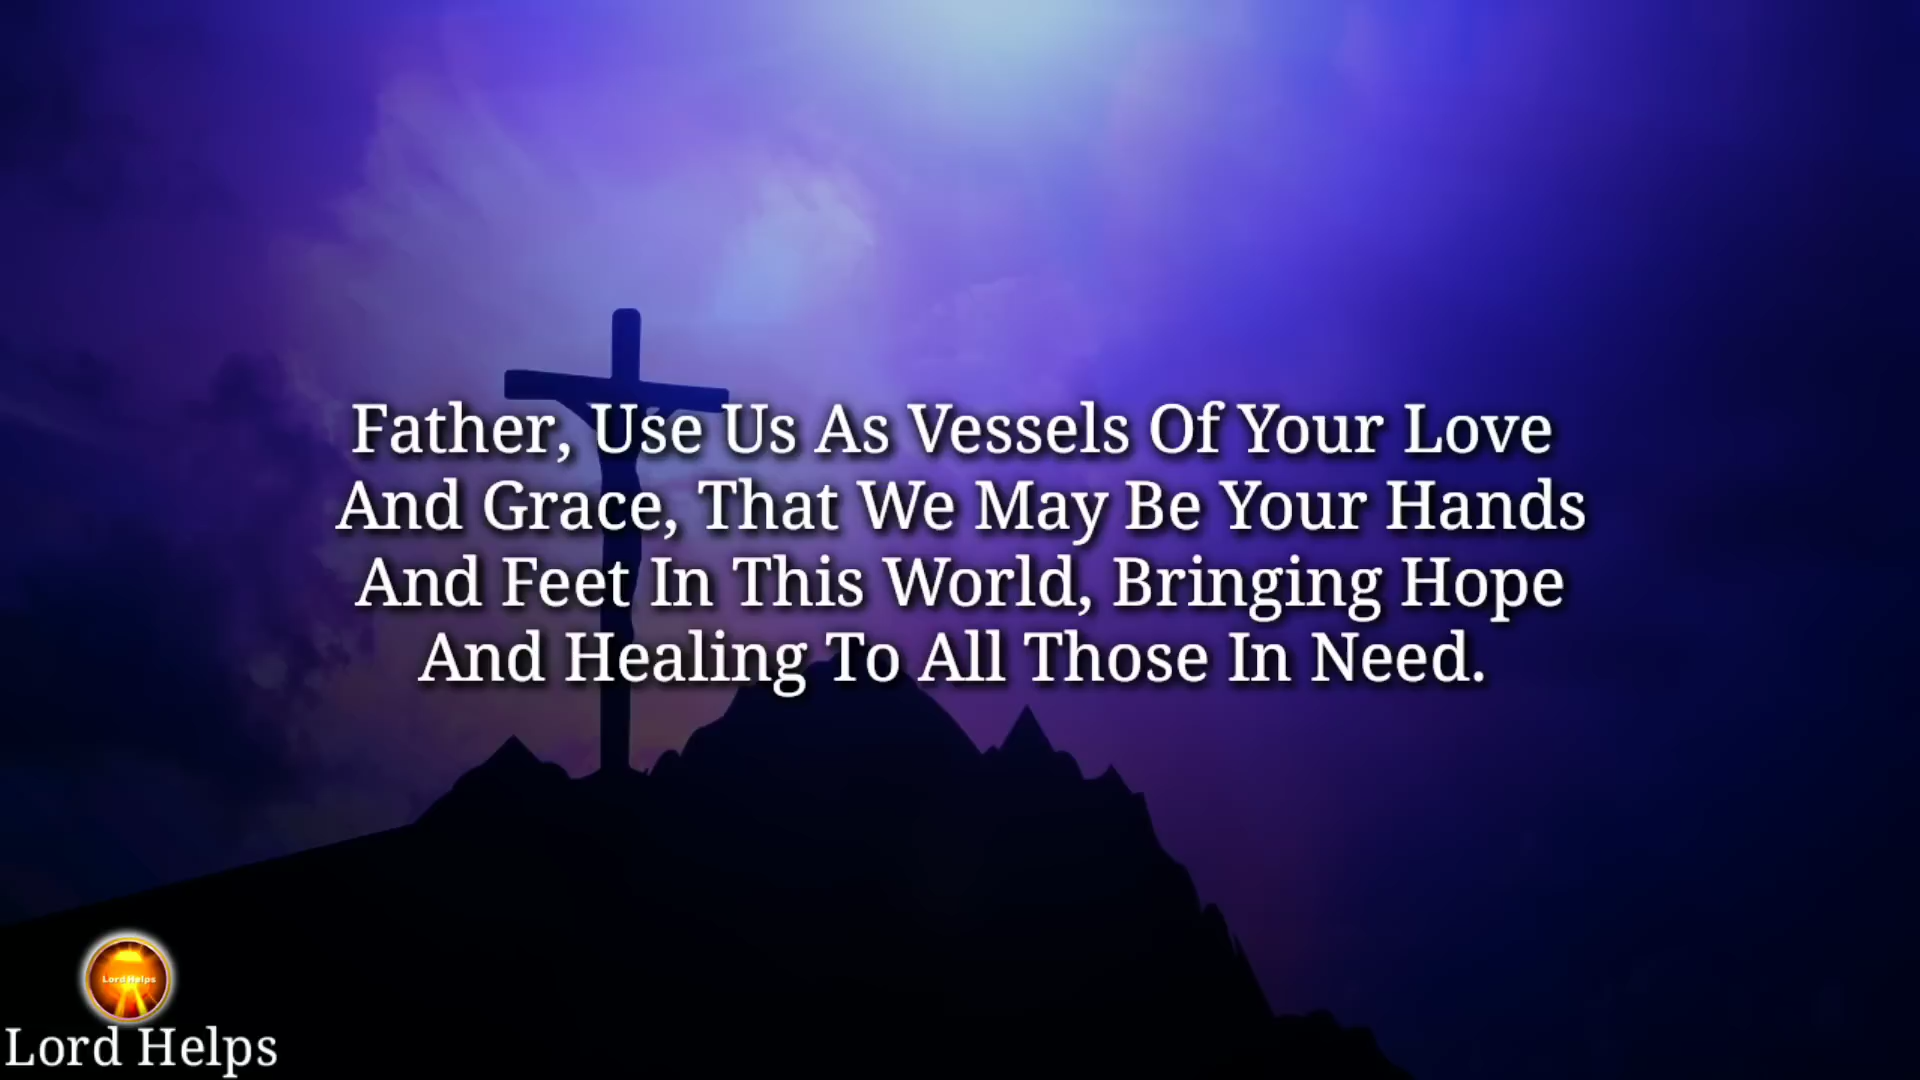 Father, Use Us As Vessels Of Your Love
And Grace, That We May Be Your Hands
And Feet In This World, Bringing Hope
And Healing To All Those In Need.
Lord Helps
Lord Helps